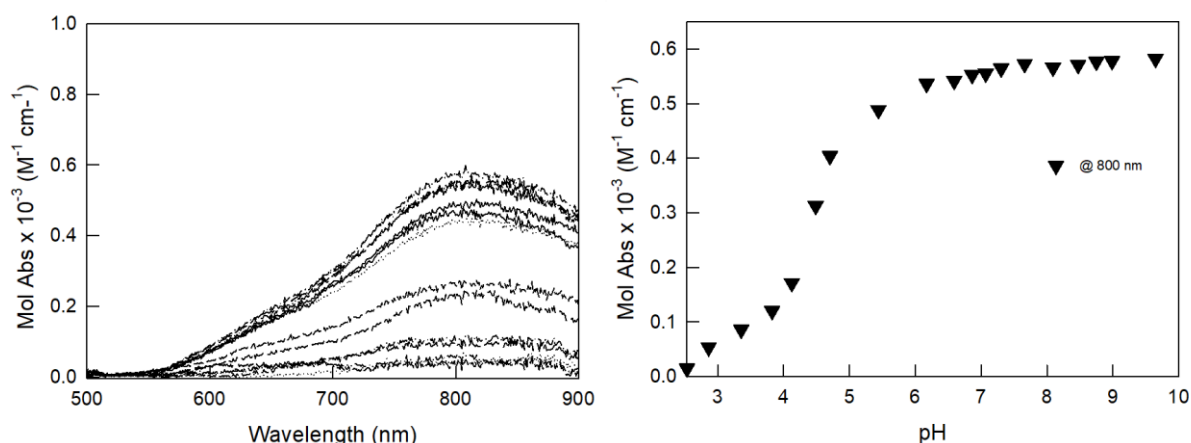 1.0
0.8
0.6
0.4
0.2
0.0
500 600 700 800 900
Wavelength (nm)
Mol Abs x 10⁻³ (M⁻¹ cm⁻¹)
0.6
0.5
0.4
0.3
0.2
0.1
0.0
3 4 5 6 7 8 9 10
pH
Mol Abs x 10⁻³ (M⁻¹ cm⁻¹)
@ 800 nm